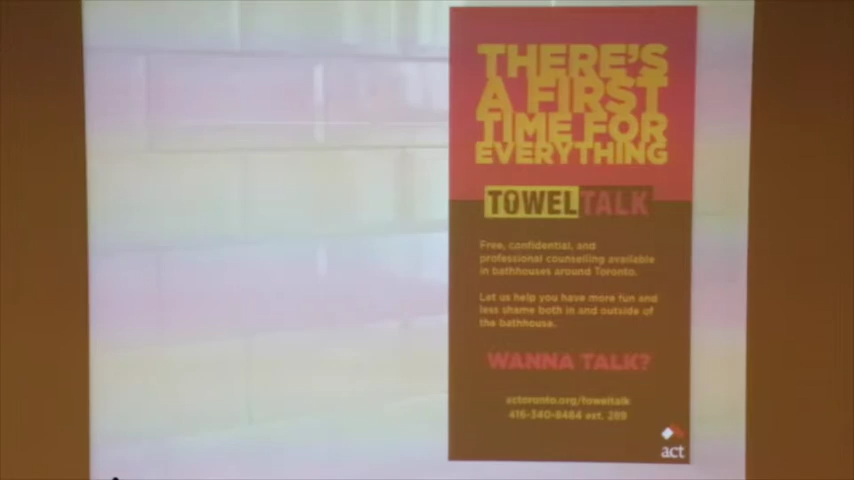 THERE'S
A FIRST
TIME FOR
EVERYTHING
TOWELTALK
Free, confidential, and
professional counselling available
in bathhouses around Toronto.
Let us help you have more fun and
less shame both in and outside of
the bathhouse.
WANNA TALK?
actoronto.org/toweltalk
416-340-8484 ext. 289
act